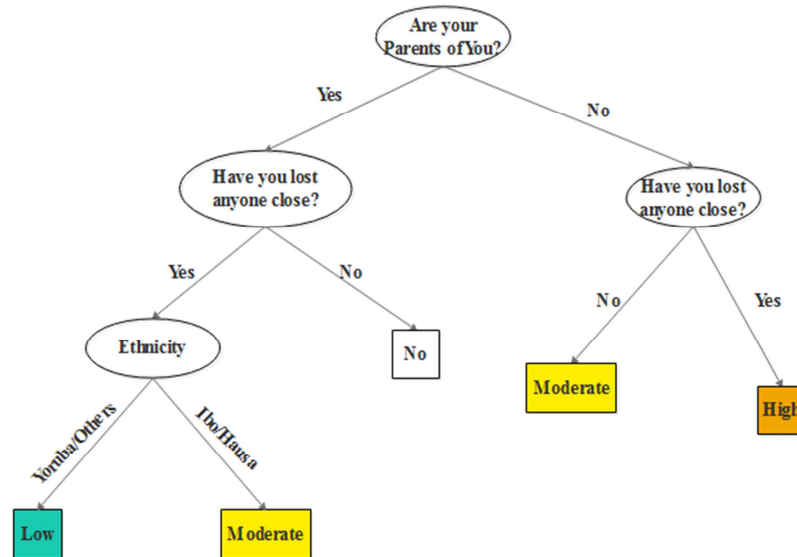 Are your
Parents of You?
Yes
No
Have you lost
anyone close?
Have you lost
anyone close?
Yes
No
No
Yes
Ethnicity
No
Moderate
High
Yoruba/Others
Ibo/Hausa
Low
Moderate